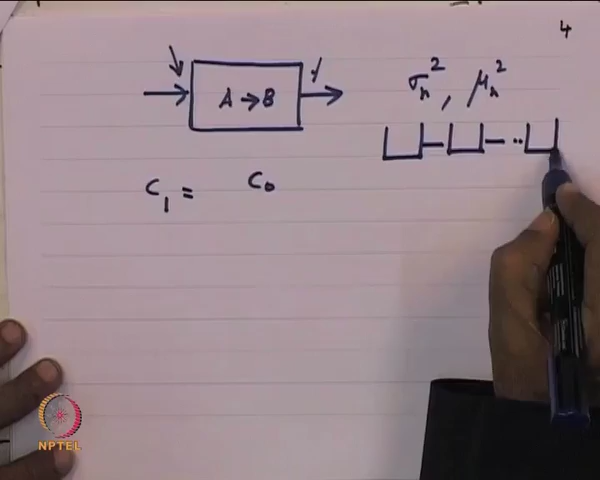 4
A → B
σₙ², μₙ²
C₁ = C₀
NPTEL